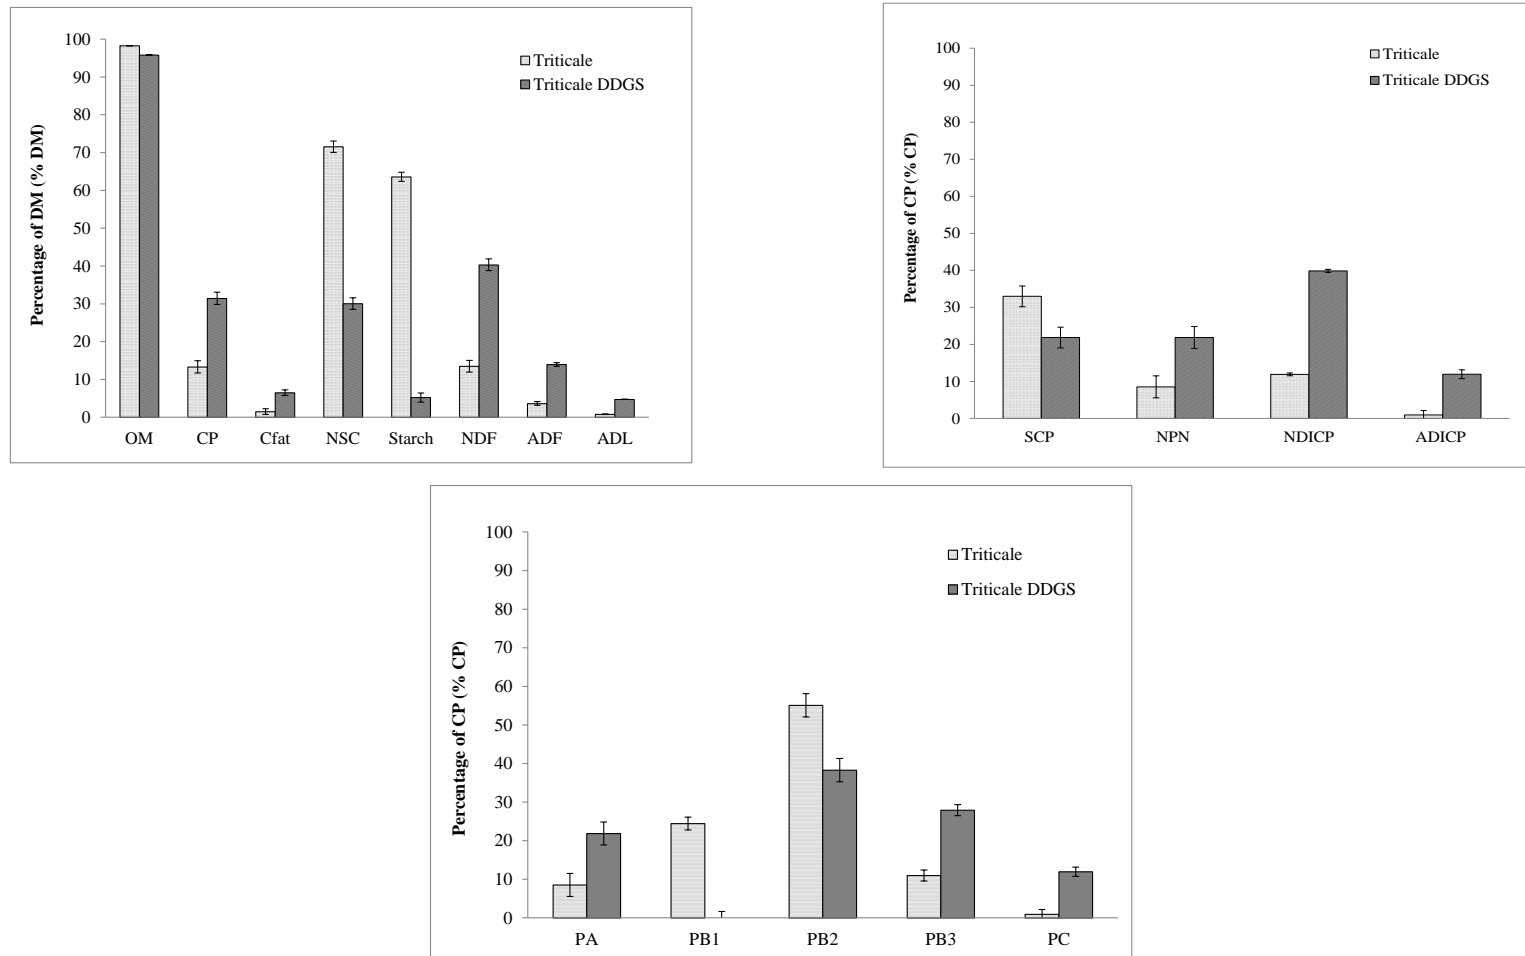 Percentage of DM (% DM)
100
90
80
70
60
50
40
30
20
10
0
Triticale
Triticale DDGS
OM CP Cfat NSC Starch NDF ADF ADL
Percentage of CP (% CP)
100
90
80
70
60
50
40
30
20
10
0
Triticale
Triticale DDGS
SCP NPN NDICP ADICP
Percentage of CP (% CP)
100
90
80
70
60
50
40
30
20
10
0
Triticale
Triticale DDGS
PA PB1 PB2 PB3 PC